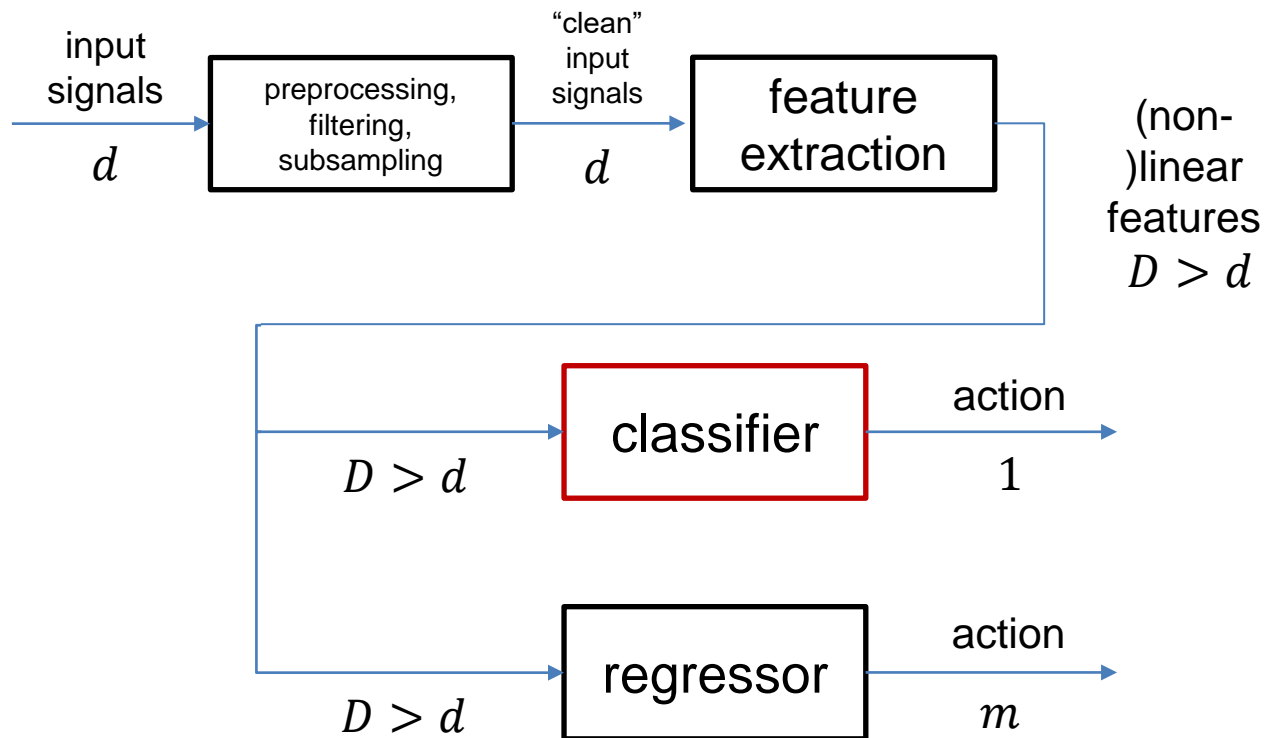 input
signals
d
preprocessing,
filtering,
subsampling
“clean”
input
signals
d
feature
extraction
(non-
)linear
features
D > d
classifier
D > d
action
1
regressor
D > d
action
m